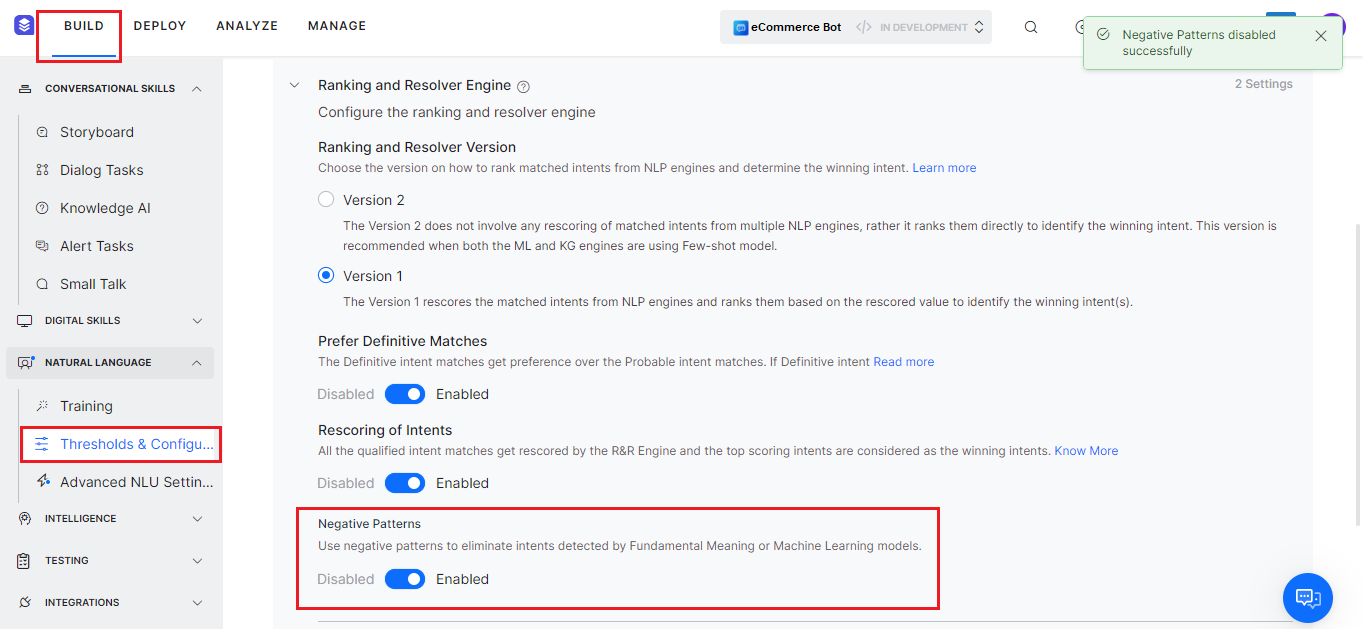 BUILD
DEPLOY
ANALYZE
MANAGE
eCommerce Bot
IN DEVELOPMENT
Negative Patterns disabled
successfully
CONVERSATIONAL SKILLS
Storyboard
Dialog Tasks
Knowledge AI
Alert Tasks
Small Talk
DIGITAL SKILLS
NATURAL LANGUAGE
Training
Thresholds & Configu...
Advanced NLU Settin...
INTELLIGENCE
TESTING
INTEGRATIONS
Ranking and Resolver Engine
2 Settings
Configure the ranking and resolver engine
Ranking and Resolver Version
Choose the version on how to rank matched intents from NLP engines and determine the winning intent. Learn more
Version 2
The Version 2 does not involve any rescoring of matched intents from multiple NLP engines, rather it ranks them directly to identify the winning intent. This version is
recommended when both the ML and KG engines are using Few-shot model.
Version 1
The Version 1 rescores the matched intents from NLP engines and ranks them based on the rescored value to identify the winning intent(s).
Prefer Definitive Matches
The Definitive intent matches get preference over the Probable intent matches. If Definitive intent Read more
Disabled Enabled
Rescoring of Intents
All the qualified intent matches get rescored by the R&R Engine and the top scoring intents are considered as the winning intents. Know More
Disabled Enabled
Negative Patterns
Use negative patterns to eliminate intents detected by Fundamental Meaning or Machine Learning models.
Disabled Enabled